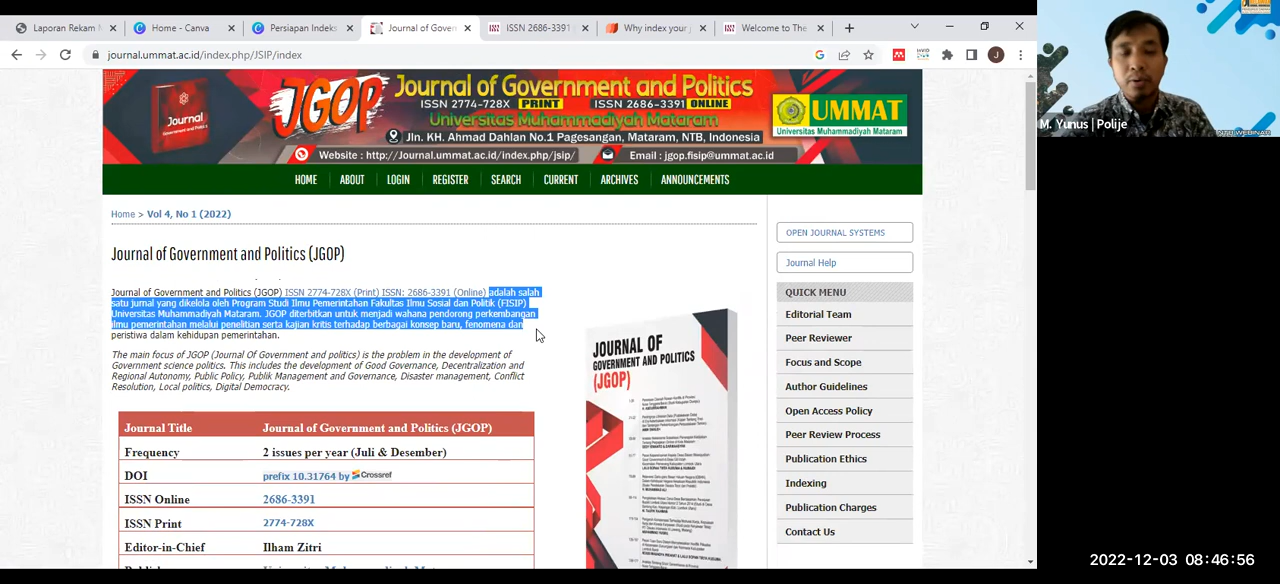 Laporan Rekam M
Home - Canva
Persiapan Indeks
Journal of Gover
ISSN 2686-3391
Why index your j
Welcome to The
journal.ummat.ac.id/index.php/JSIP/index
J
Journal
JGOP
Journal of Government and Politics
ISSN 2774-728X PRINT ISSN 2686-3391 ONLINE
Universitas Muhammadiyah Mataram
Jln. KH. Ahmad Dahlan No.1 Pagesangan, Mataram, NTB, Indonesia
Website : http://Journal.ummat.ac.id/index.php/jsip/ Email : jgop.fisip@ummat.ac.id
UMMAT
Universitas Muhammadiyah Mataram
HOME ABOUT LOGIN REGISTER SEARCH CURRENT ARCHIVES ANNOUNCEMENTS
Home > Vol 4, No 1 (2022)
Journal of Government and Politics (JGOP)
Journal of Government and Politics (JGOP) ISSN 2774-728X (Print) ISSN: 2686-3391 (Online) adalah salah
satu jurnal yang dikelola oleh Program Studi Ilmu Pemerintahan Fakultas Ilmu Sosial dan Politik (FISIP)
Universitas Muhammadiyah Mataram. JGOP diterbitkan untuk menjadi wahana pendorong perkembangan
ilmu pemerintahan melalui penelitian serta kajian kritis terhadap berbagai konsep baru, fenomena dan
peristiwa dalam kehidupan pemerintahan.
The main focus of JGOP (Journal Of Government and politics) is the problem in the development of
Government science politics. This includes the development of Good Governance, Decentralization and
Regional Autonomy, Public Policy, Publik Management and Governance, Disaster management, Conflict
Resolution, Local politics, Digital Democracy.
Journal Title Journal of Government and Politics (JGOP)
Frequency 2 issues per year (Juli & Desember)
DOI prefix 10.31764 by Crossref
ISSN Online 2686-3391
ISSN Print 2774-728X
Editor-in-Chief Ilham Zitri
JOURNAL OF
GOVERNMENT AND POLITICS
(JGOP)
OPEN JOURNAL SYSTEMS
Journal Help
QUICK MENU
Editorial Team
Peer Reviewer
Focus and Scope
Author Guidelines
Open Access Policy
Peer Review Process
Publication Ethics
Indexing
Publication Charges
Contact Us
M. Yunus | Polije
NTB WEBINAR
2022-12-03 08:46:56